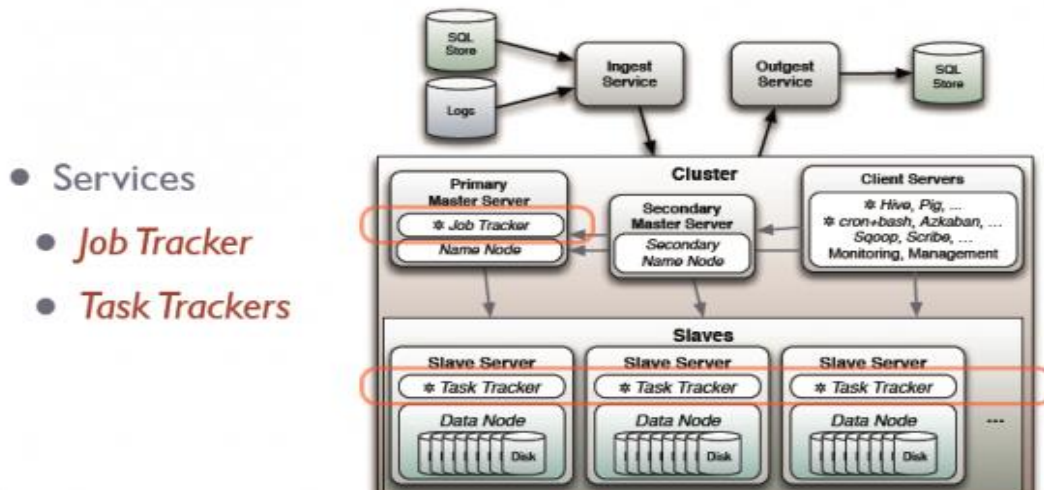 Services
Job Tracker
Task Trackers
SQL
Store
Logs
Ingest
Service
Outgest
Service
SQL
Store
Cluster
Primary
Master Server
* Job Tracker
Name Node
Secondary
Master Server
Secondary
Name Node
Client Servers
* Hive, Pig, ...
* cron+bash, Azkaban, ...
Sqoop, Scribe, ...
Monitoring, Management
Slaves
Slave Server
* Task Tracker
Data Node
Disk
Slave Server
* Task Tracker
Data Node
Disk
Slave Server
* Task Tracker
Data Node
Disk
...